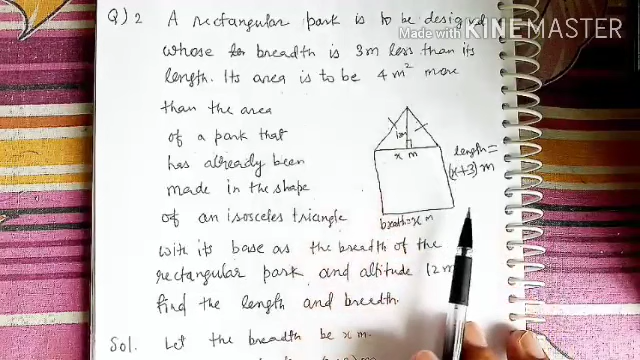 Made with KINEMASTER
Q) 2 A rectangular park is to be designed
whose breadth is 3m less than its
length. Its area is to be 4 m² more
than the area
of a park that
has already been
made in the shape
of an isosceles triangle
with its base as the breadth of the
rectangular park and altitude 12 m
find the length and breadth.
x m
length =
(x+3) m
breadth = x m
Sol. Let the breadth be x m.